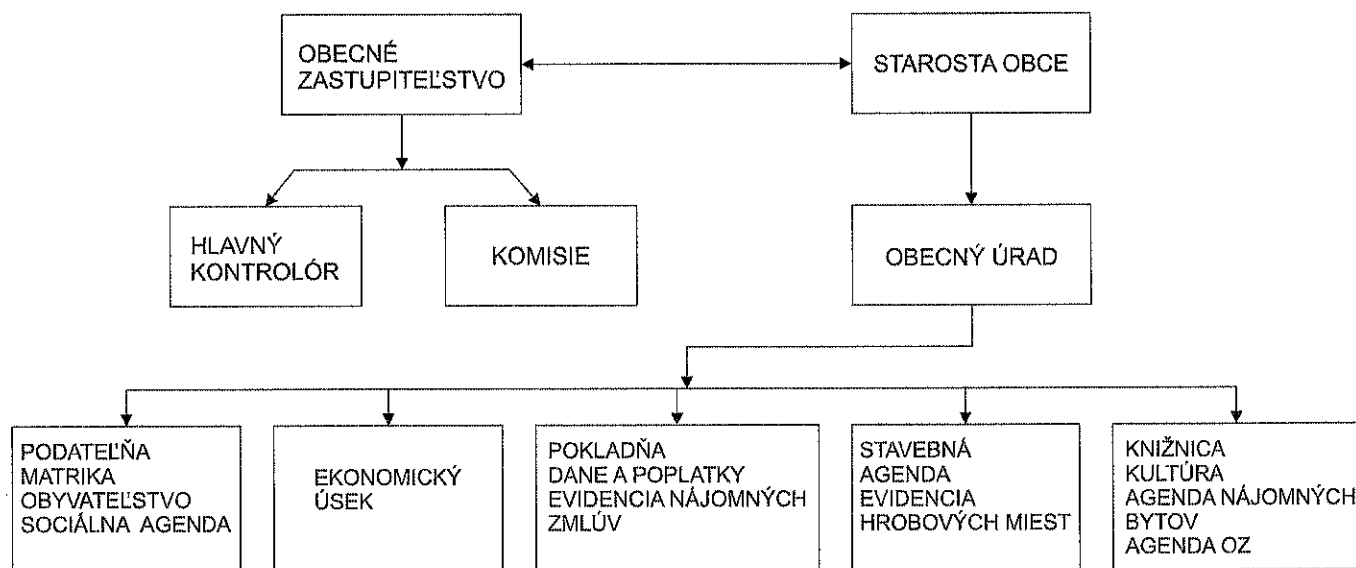 OBECNÉ
ZASTUPITEĽSTVO
STAROSTA OBCE
HLAVNÝ
KONTROLÓR
KOMISIE
OBECNÝ ÚRAD
PODATEĽŇA
MATRIKA
OBYVATEĽSTVO
SOCIÁLNA AGENDA
EKONOMICKÝ
ÚSEK
POKLADŇA
DANE A POPLATKY
EVIDENCIA NÁJOMNÝCH
ZMLÚV
STAVEBNÁ
AGENDA
EVIDENCIA
HROBOVÝCH MIEST
KNIŽNICA
KULTÚRA
AGENDA NÁJOMNÝCH
BYTOV
AGENDA OZ